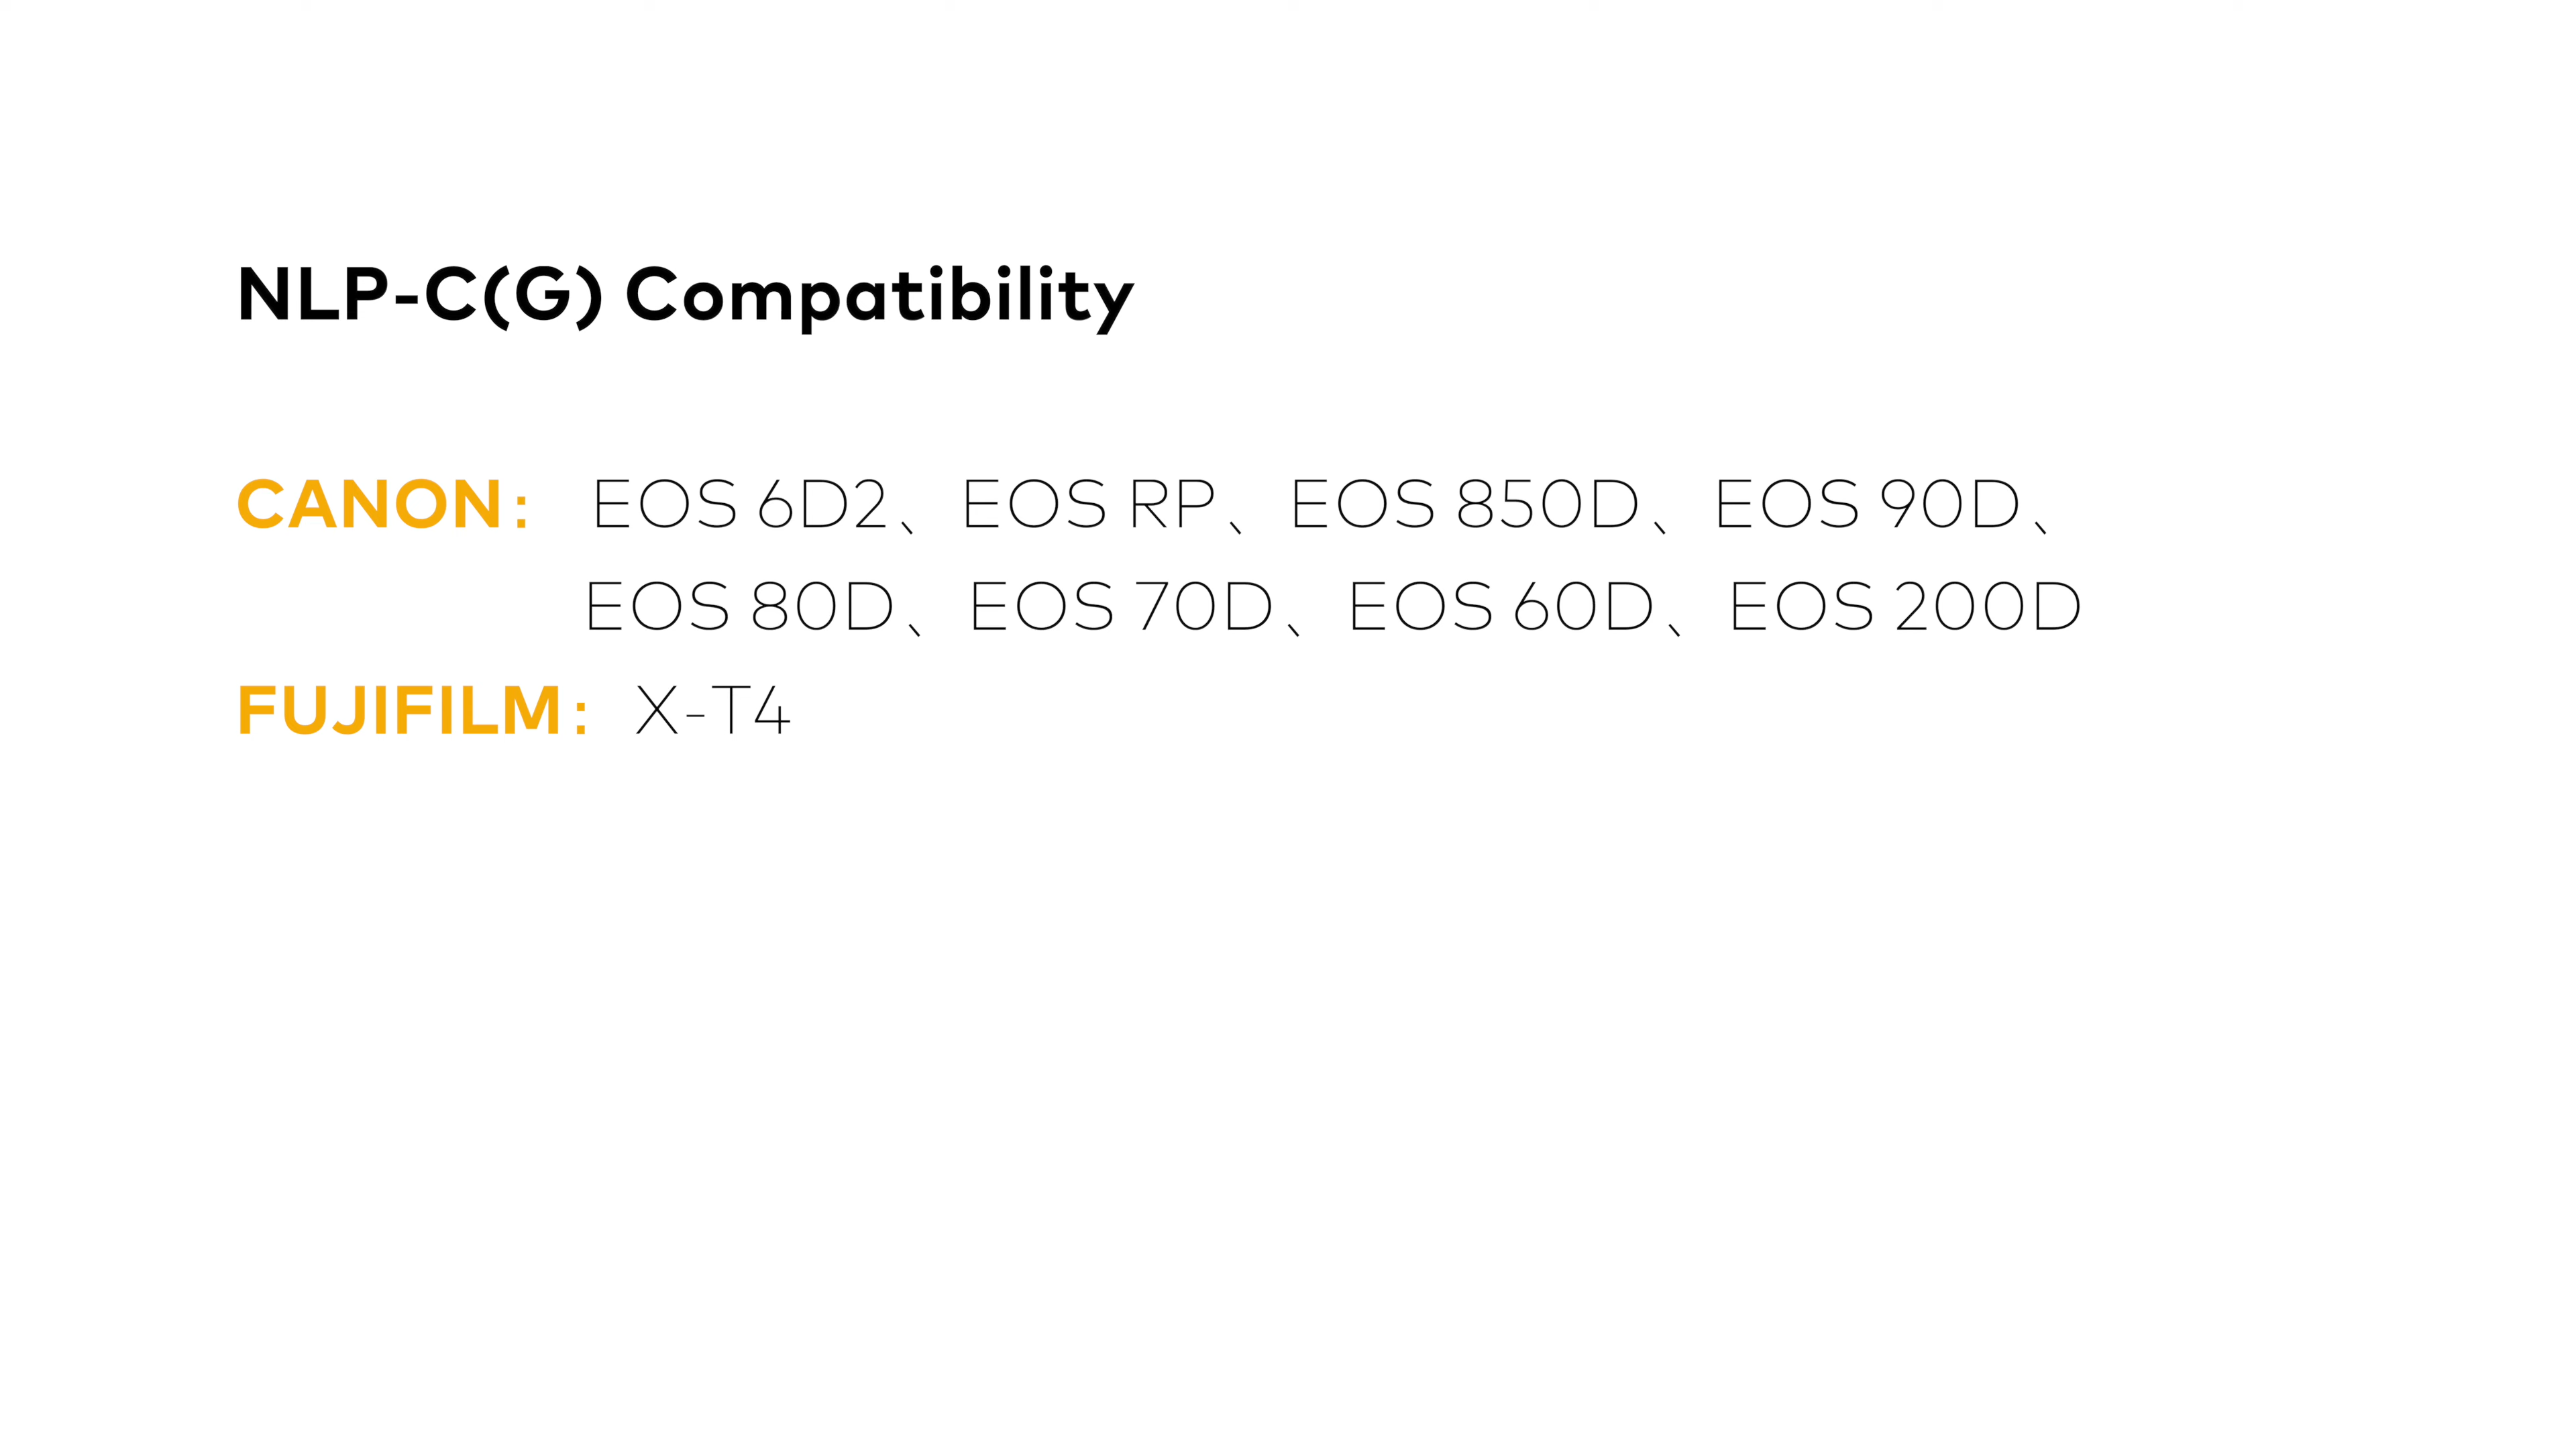 NLP-C(G) Compatibility
CANON: EOS 6D2、EOS RP、EOS 850D、EOS 90D、
EOS 80D、EOS 70D、EOS 60D、EOS 200D
FUJIFILM: X-T4